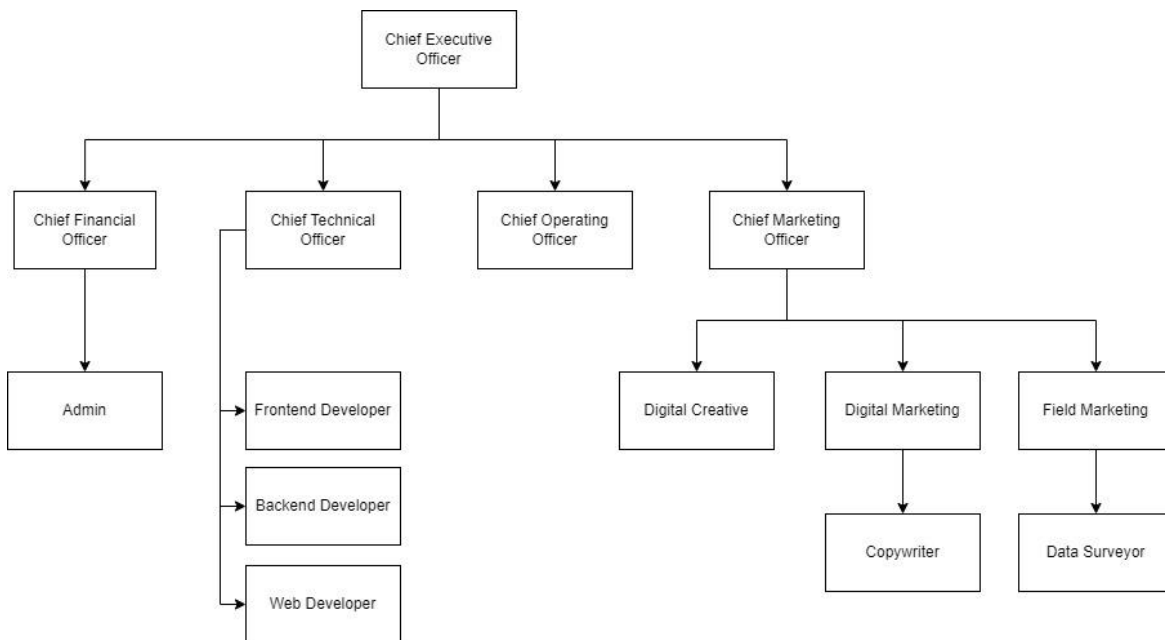 Chief Executive
Officer
Chief Financial
Officer
Chief Technical
Officer
Chief Operating
Officer
Chief Marketing
Officer
Admin
Frontend Developer
Digital Creative
Digital Marketing
Field Marketing
Backend Developer
Copywriter
Data Surveyor
Web Developer